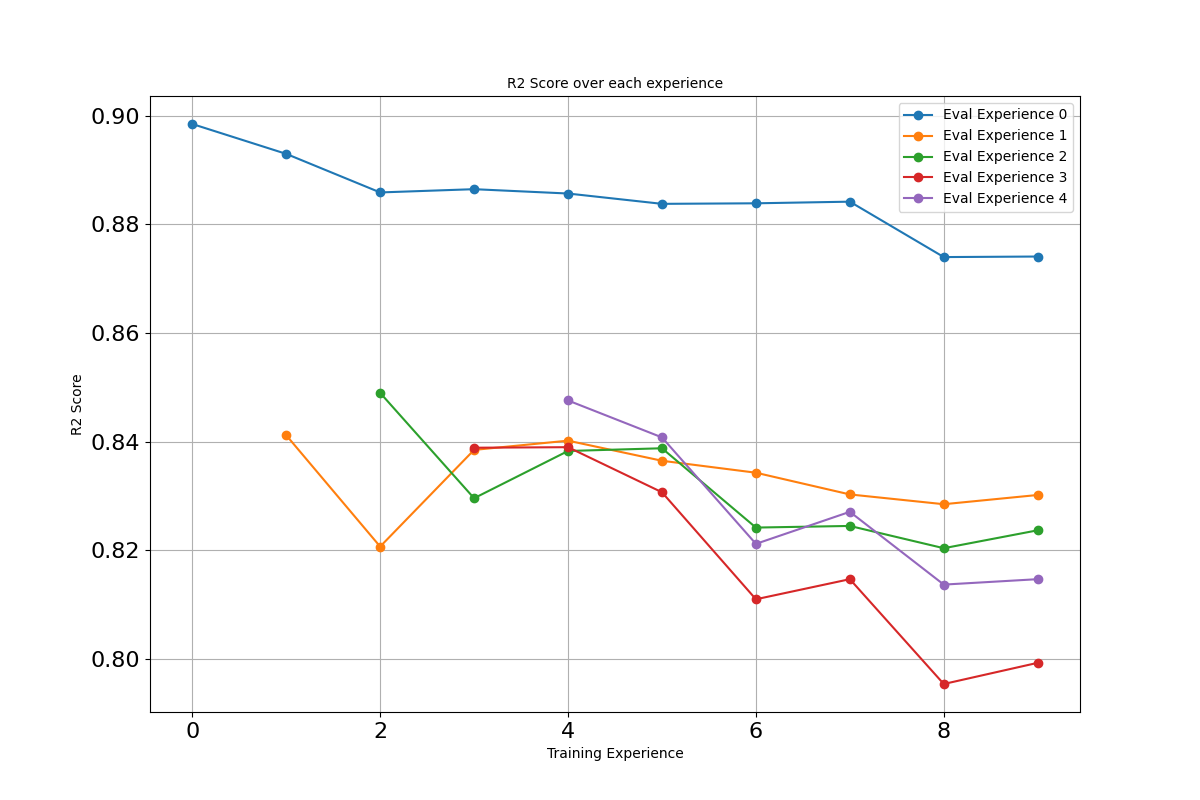 R2 Score over each experience
0.90
0.88
0.86
0.84
0.82
0.80
R2 Score
Eval Experience 0
Eval Experience 1
Eval Experience 2
Eval Experience 3
Eval Experience 4
0 2 4 6 8
Training Experience